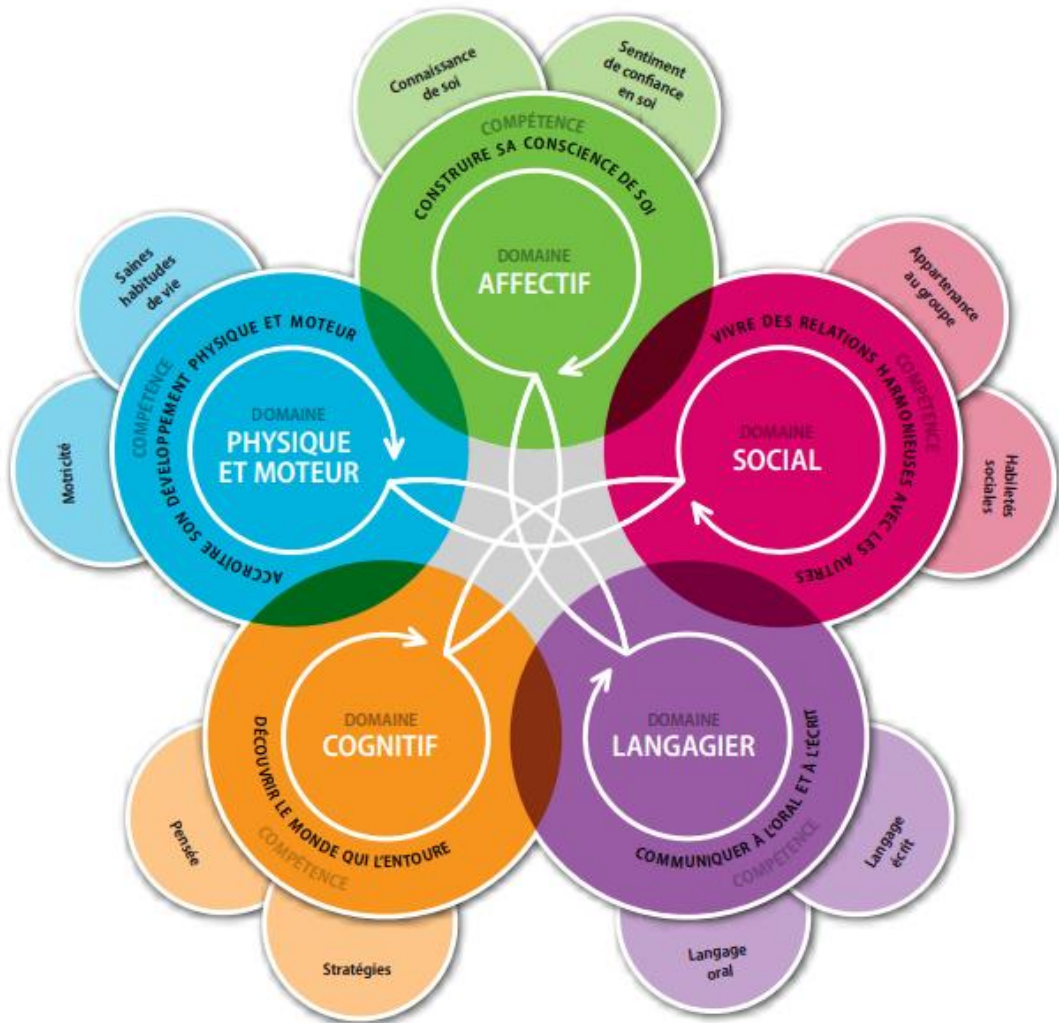 Connaissance
de soi
Sentiment
de confiance
en soi
COMPÉTENCE
CONSTRUIRE SA CONSCIENCE DE SOI
DOMAINE
AFFECTIF
Saines
habitudes
de vie
Motricité
COMPÉTENCE
ACCROÎTRE SON DÉVELOPPEMENT PHYSIQUE ET MOTEUR
DOMAINE
PHYSIQUE
ET MOTEUR
Appartenance
au groupe
Habiletés
sociales
COMPÉTENCE
VIVRE DES RELATIONS HARMONIEUSES AVEC LES AUTRES
DOMAINE
SOCIAL
DOMAINE
COGNITIF
DÉCOUVRIR LE MONDE QUI L'ENTOURE
COMPÉTENCE
Pensée
Stratégies
DOMAINE
LANGAGIER
COMMUNIQUER À L'ORAL ET À L'ÉCRIT
COMPÉTENCE
Langage
écrit
Langage
oral